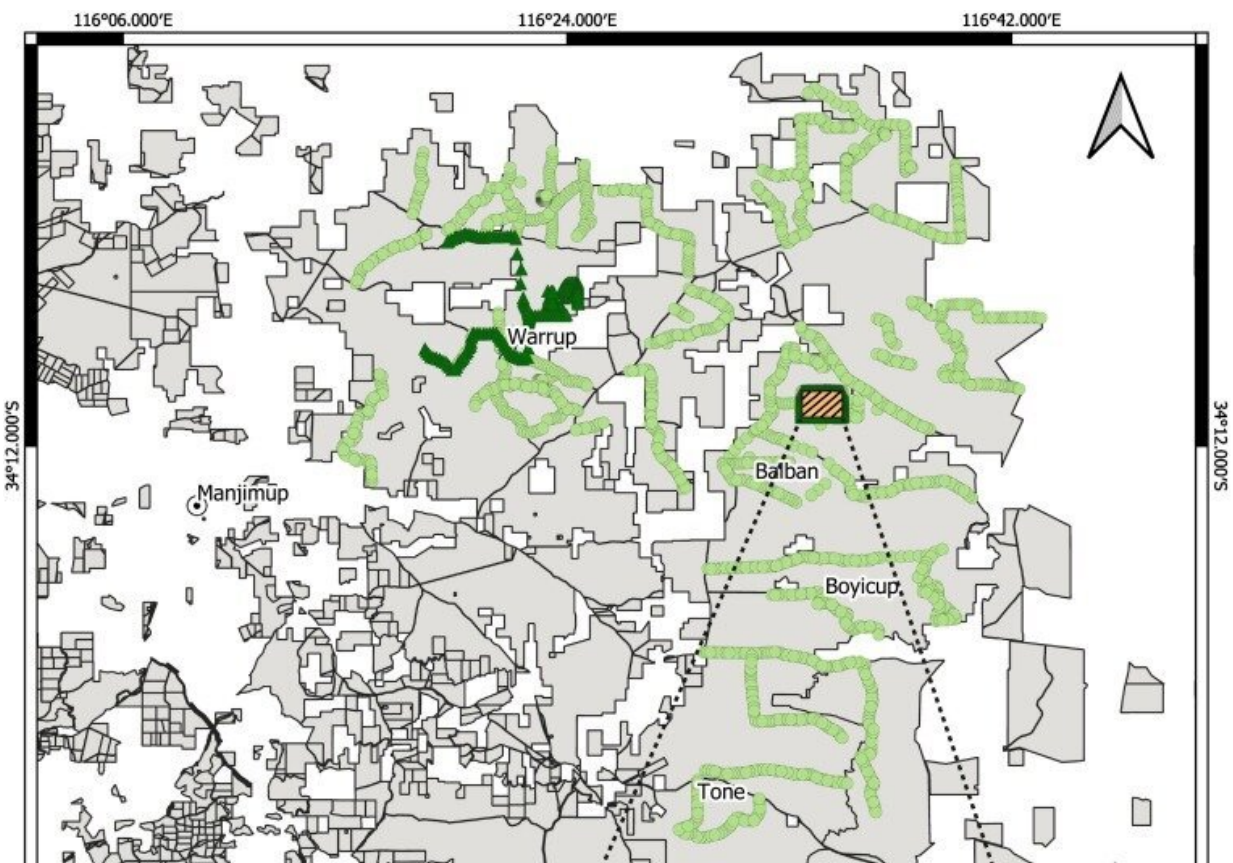 116°06.000′E
116°24.000′E
116°42.000′E
Warrup
34°12.000′S
34°12.000′S
Balban
Manjimup
Boyicup
Tone